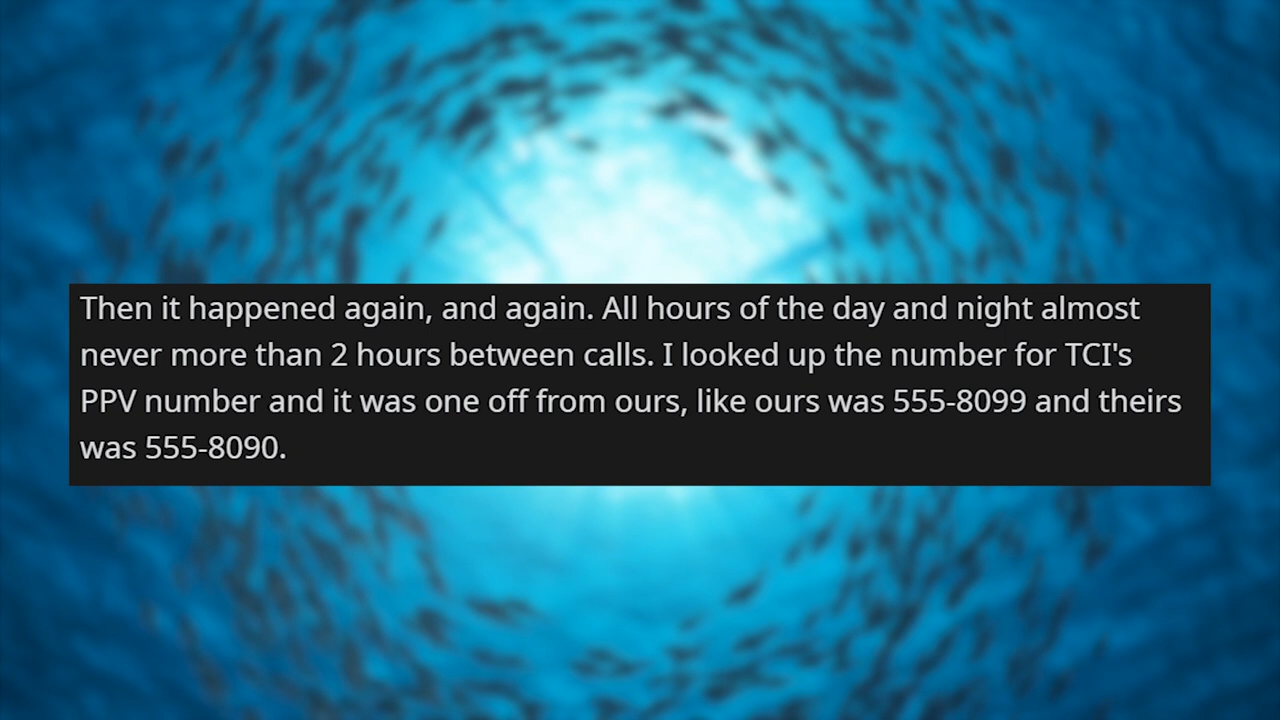 Then it happened again, and again. All hours of the day and night almost
never more than 2 hours between calls. I looked up the number for TCI's
PPV number and it was one off from ours, like ours was 555-8099 and theirs
was 555-8090.